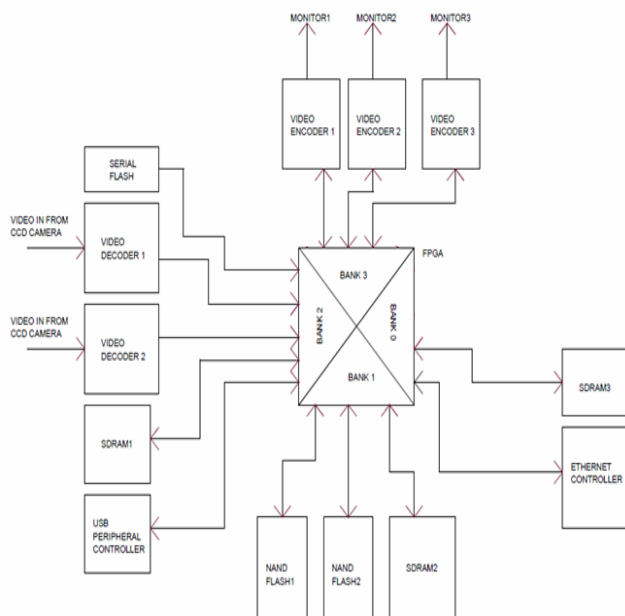 MONITOR1
MONITOR2
MONITOR3
VIDEO
ENCODER 1
VIDEO
ENCODER 2
VIDEO
ENCODER 3
SERIAL
FLASH
VIDEO IN FROM
CCD CAMERA
VIDEO
DECODER 1
FPGA
BANK 3
BANK 2
BANK 0
BANK 1
VIDEO IN FROM
CCD CAMERA
VIDEO
DECODER 2
SDRAM3
SDRAM1
ETHERNET
CONTROLLER
USB
PERIPHERAL
CONTROLLER
NAND
FLASH1
NAND
FLASH2
SDRAM2